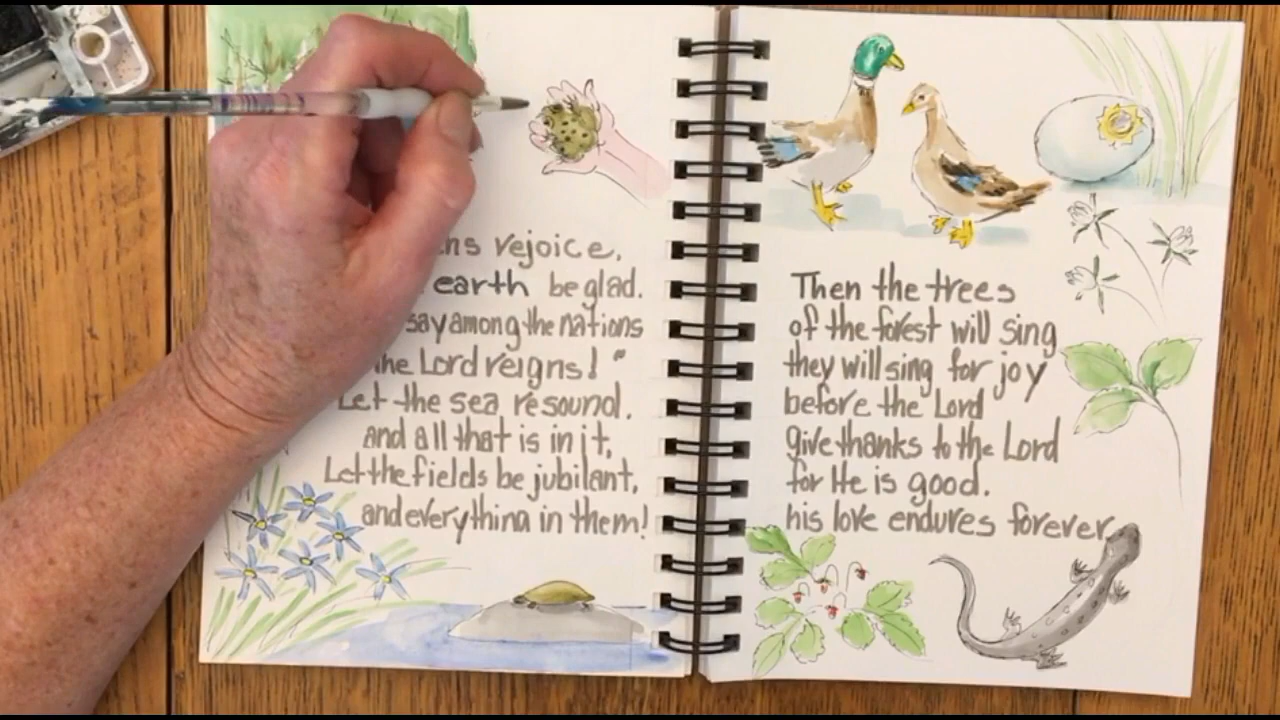 rejoice,
earth be glad.
say among the nations
the Lord reigns!"
Let the sea resound,
and all that is in it,
Let the fields be jubilant,
and everything in them!
Then the trees
of the forest will sing
they will sing for joy
before the Lord
give thanks to the Lord
for He is good.
his love endures forever